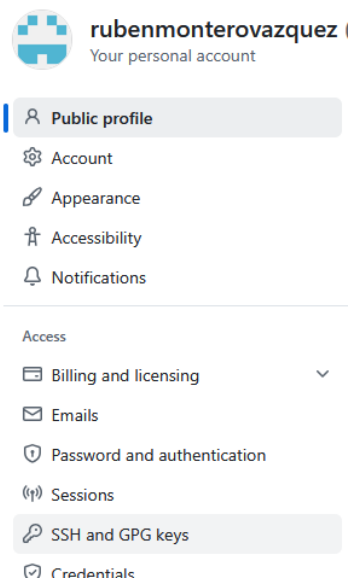 rubenmonterovazquez (
Your personal account
Public profile
Account
Appearance
Accessibility
Notifications
Access
Billing and licensing
Emails
Password and authentication
Sessions
SSH and GPG keys
Credentials